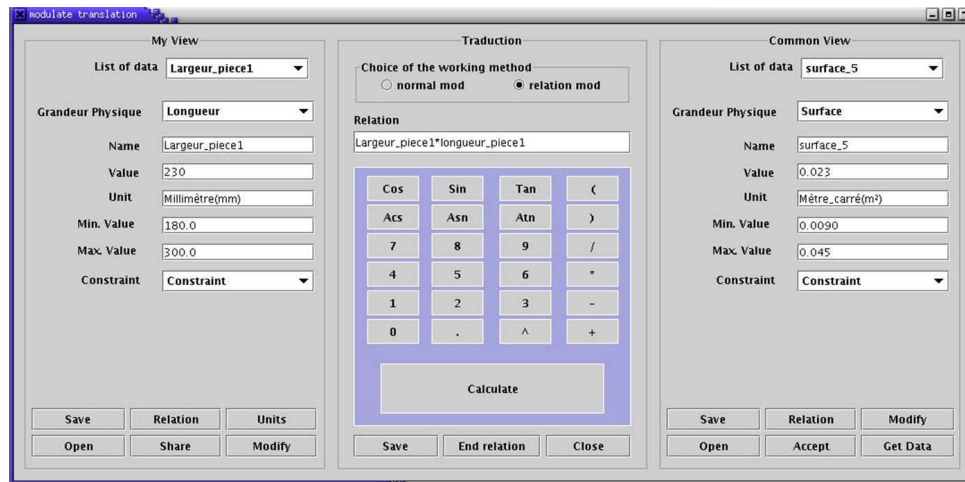 modulate translation
My View
List of data Largeur_piece1
Grandeur Physique Longueur
Name Largeur_piece1
Value 230
Unit Millimètre(mm)
Min. Value 180.0
Max. Value 300.0
Constraint Constraint
Save Relation Units
Open Share Modify
Traduction
Choice of the working method
normal mod relation mod
Relation
Largeur_piece1*longueur_piece1
Cos Sin Tan (
Acs Asn Atn )
7 8 9 /
4 5 6 *
1 2 3 -
0 . ^ +
Calculate
Save End relation Close
Common View
List of data surface_5
Grandeur Physique Surface
Name surface_5
Value 0.023
Unit Mètre_carré(m²)
Min. Value 0.0090
Max. Value 0.045
Constraint Constraint
Save Relation Modify
Open Accept Get Data